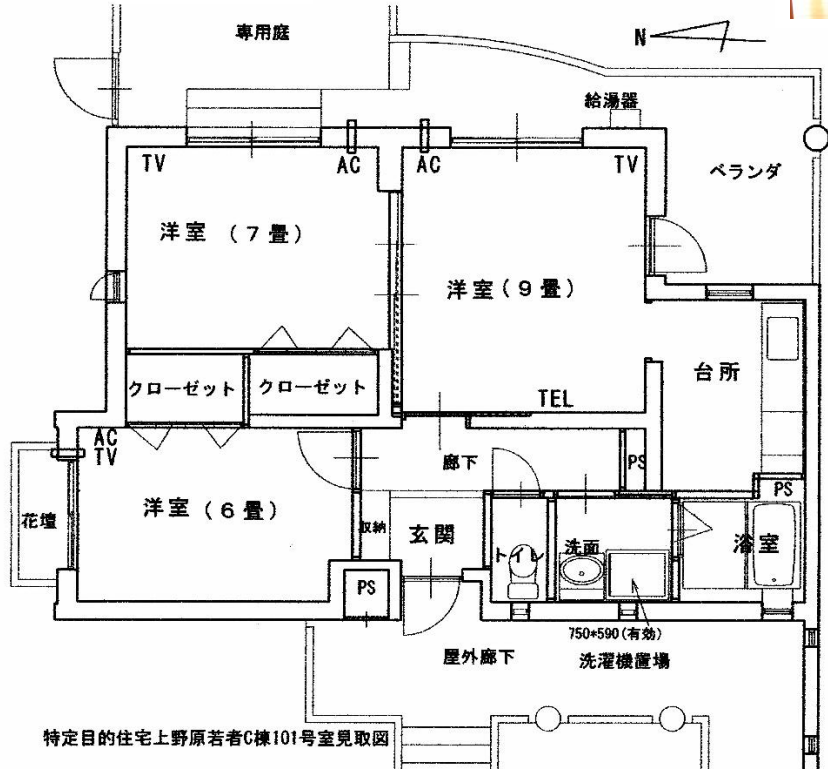 専用庭
N
給湯器
TV
AC
AC
TV
ベランダ
洋室 (7畳)
洋室(9畳)
台所
クローゼット
クローゼット
TEL
AC
TV
廊下
PS
PS
花壇
洋室 (6畳)
収納
玄関
トイレ
洗面
浴室
PS
750*590(有効)
屋外廊下
洗濯機置場
特定目的住宅上野原若者C棟101号室見取図